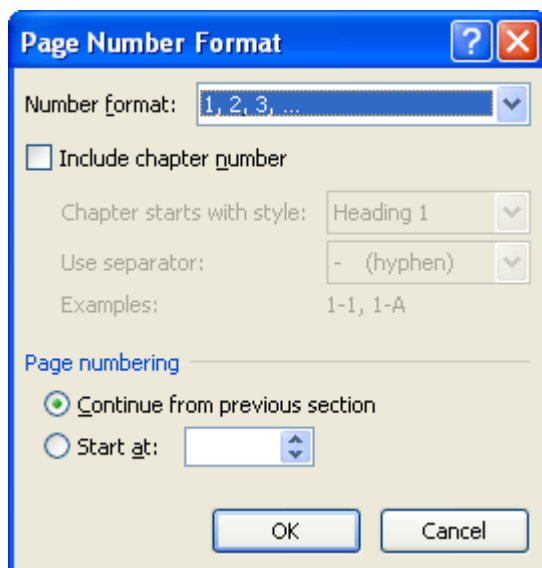 Page Number Format
Number format: 1, 2, 3, ...
Include chapter number
Chapter starts with style: Heading 1
Use separator: - (hyphen)
Examples: 1-1, 1-A
Page numbering
Continue from previous section
Start at:
OK Cancel